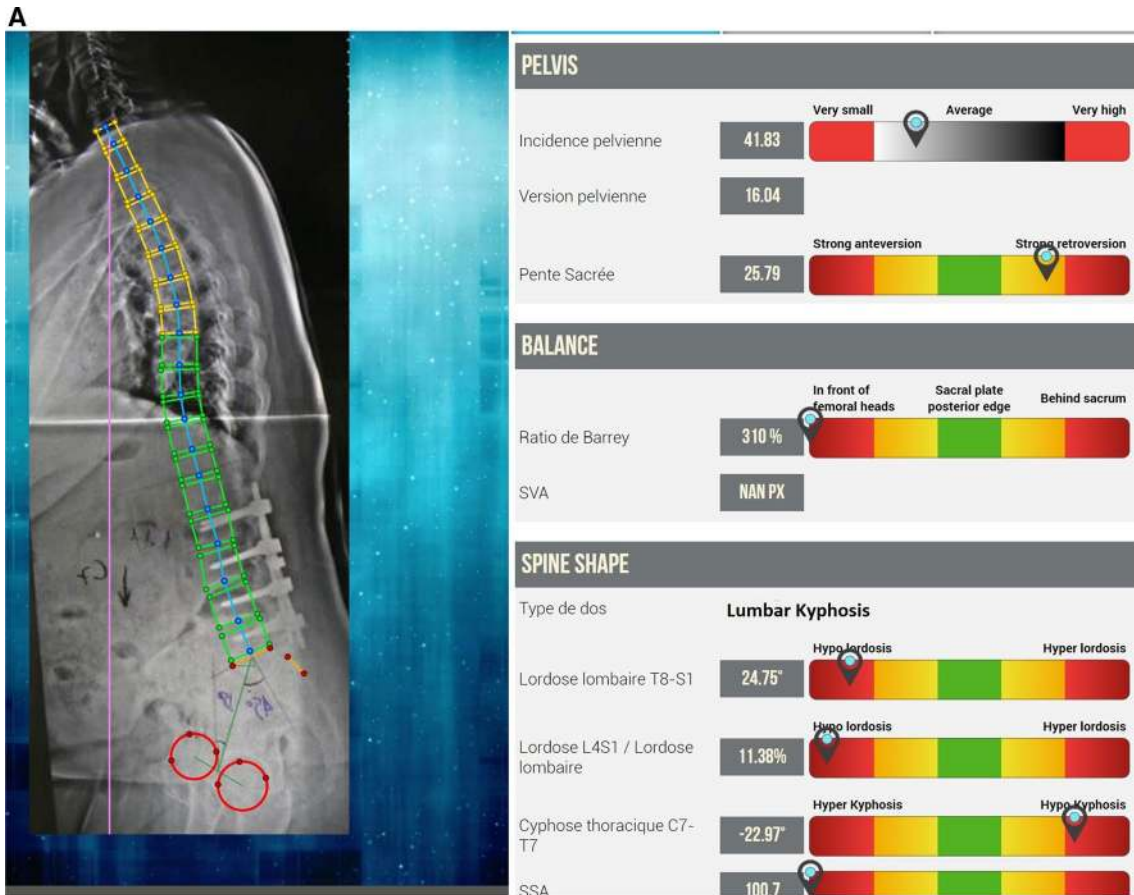 A
PELVIS
Very small Average Very high
Incidence pelvienne 41.83
Version pelvienne 16.04
Strong anteversion Strong retroversion
Pente Sacrée 25.79
BALANCE
In front of femoral heads Sacral plate posterior edge Behind sacrum
Ratio de Barrey 310 %
SVA NAN PX
SPINE SHAPE
Type de dos Lumbar Kyphosis
Hypo lordosis Hyper lordosis
Lordose lombaire T8-S1 24.75°
Hypo lordosis Hyper lordosis
Lordose L4S1 / Lordose
lombaire 11.38%
Hyper Kyphosis Hypo Kyphosis
Cyphose thoracique C7-
T7 -22.97°
SSA 100.7